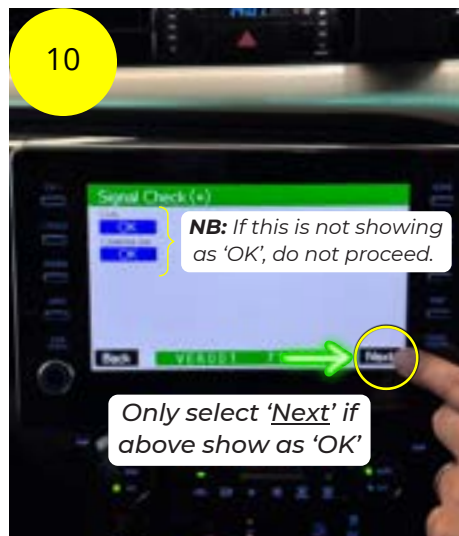 10
Signal Check (+)
OK
NB: If this is not showing
as ‘OK’, do not proceed.
OK
Back
Next
Only select ‘Next’ if
above show as ‘OK’